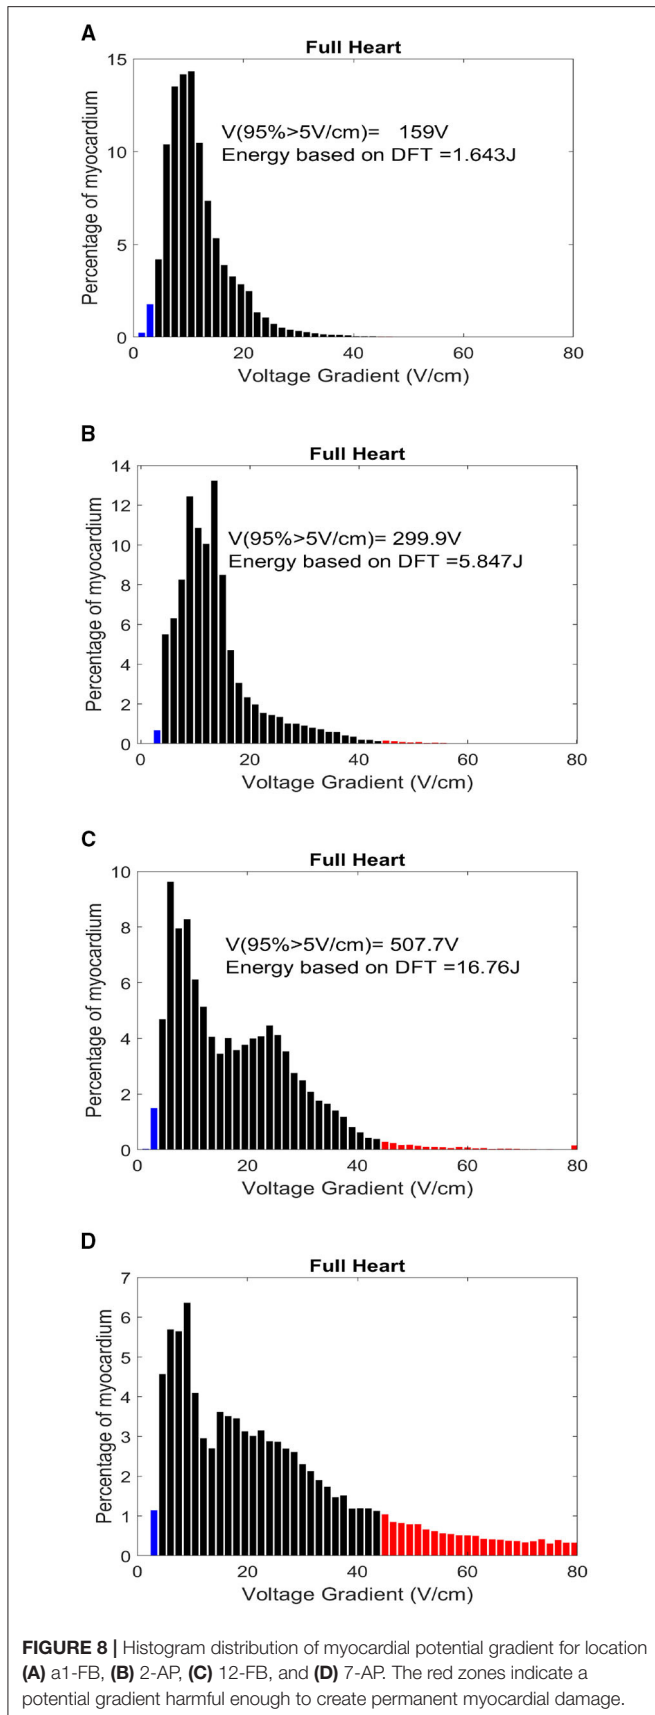 A
Full Heart
15
10
5
0
Percentage of myocardium
V(95%>5V/cm)= 159V
Energy based on DFT =1.643J
0 20 40 60 80
Voltage Gradient (V/cm)
B
Full Heart
14
12
10
8
6
4
2
0
Percentage of myocardium
V(95%>5V/cm)= 299.9V
Energy based on DFT =5.847J
0 20 40 60 80
Voltage Gradient (V/cm)
C
Full Heart
10
8
6
4
2
0
Percentage of myocardium
V(95%>5V/cm)= 507.7V
Energy based on DFT =16.76J
0 20 40 60 80
Voltage Gradient (V/cm)
D
Full Heart
7
6
5
4
3
2
1
0
Percentage of myocardium
0 20 40 60 80
Voltage Gradient (V/cm)
FIGURE 8 | Histogram distribution of myocardial potential gradient for location
(A) a1-FB, (B) 2-AP, (C) 12-FB, and (D) 7-AP. The red zones indicate a
potential gradient harmful enough to create permanent myocardial damage.